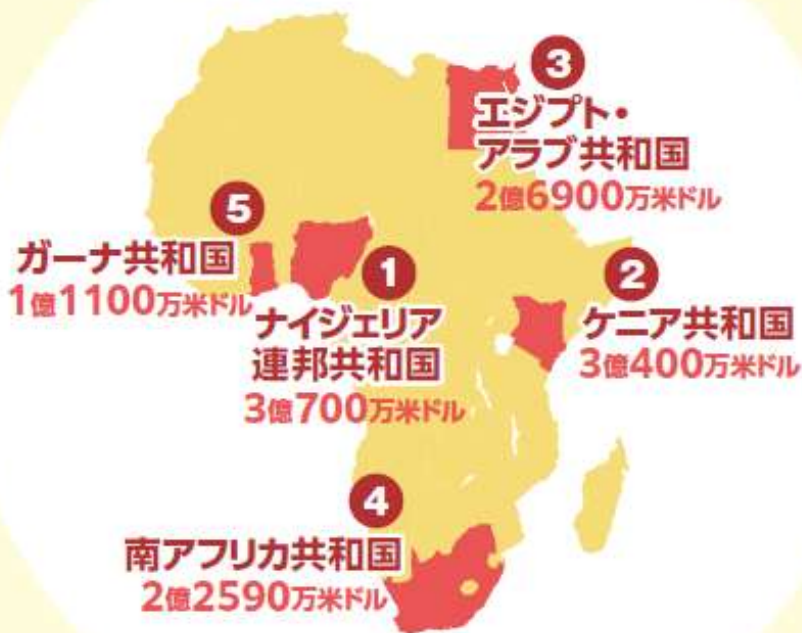 3
エジプト・
アラブ共和国
2億6900万米ドル
5
ガーナ共和国
1億1100万米ドル
1
ナイジェリア
連邦共和国
3億700万米ドル
2
ケニア共和国
3億400万米ドル
4
南アフリカ共和国
2億2590万米ドル